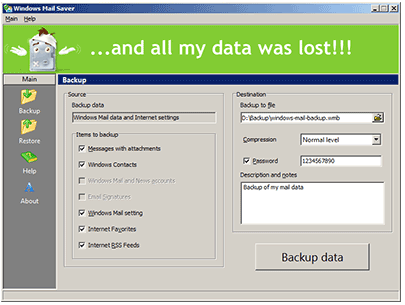 Windows Mail Saver
Main Help
...and all my data was lost!!!
Main
Backup
Restore
Help
About
Backup
Source
Backup data
Windows Mail data and Internet settings
Items to backup
Messages with attachments
Windows Contacts
Windows Mail and News accounts
Email Signatures
Windows Mail setting
Internet Favorites
Internet RSS Feeds
Destination
Backup to file
D:\Backup\windows-mail-backup.wmb
Compression Normal level
Password 1234567890
Description and notes
Backup of my mail data
Backup data